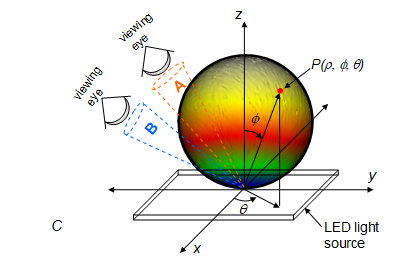 z
viewing
eye
viewing
eye
A
B
P(ρ, ϕ, θ)
ϕ
y
θ
C
x
LED light
source